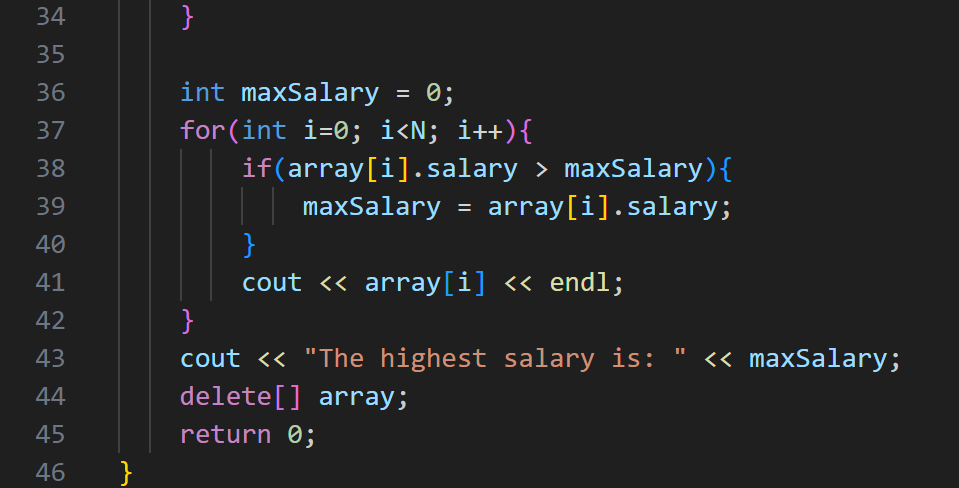 34 }
35
36 int maxSalary = 0;
37 for(int i=0; i<N; i++){
38 if(array[i].salary > maxSalary){
39 maxSalary = array[i].salary;
40 }
41 cout << array[i] << endl;
42 }
43 cout << "The highest salary is: " << maxSalary;
44 delete[] array;
45 return 0;
46 }